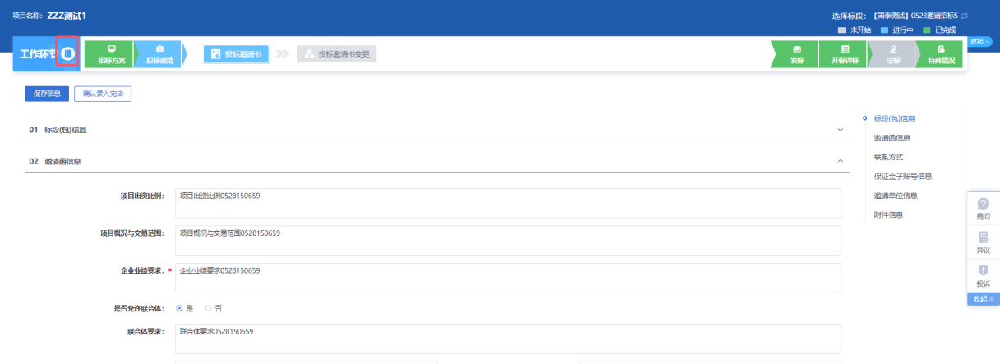 项目名称: ZZZ测试1
选择标段: 【国泰测试】0523邀请招标5
未开始 进行中 已完成
工作环节 招标方案 投标邀请 投标邀请书 投标邀请书变更 发标 开标评标 定标 特殊情况 收起
保存信息 确认录入完毕
01 标段(包)信息
02 邀请函信息
项目出资比例: 项目出资比例0528150659
项目概况与交易范围: 项目概况与交易范围0528150659
企业业绩要求: * 企业业绩要求0528150659
是否允许联合体: 是 否
联合体要求: 联合体要求0528150659
标段(包)信息
邀请函信息
联系方式
保证金子账号信息
邀请单位信息
附件信息
提问
异议
投诉
收起